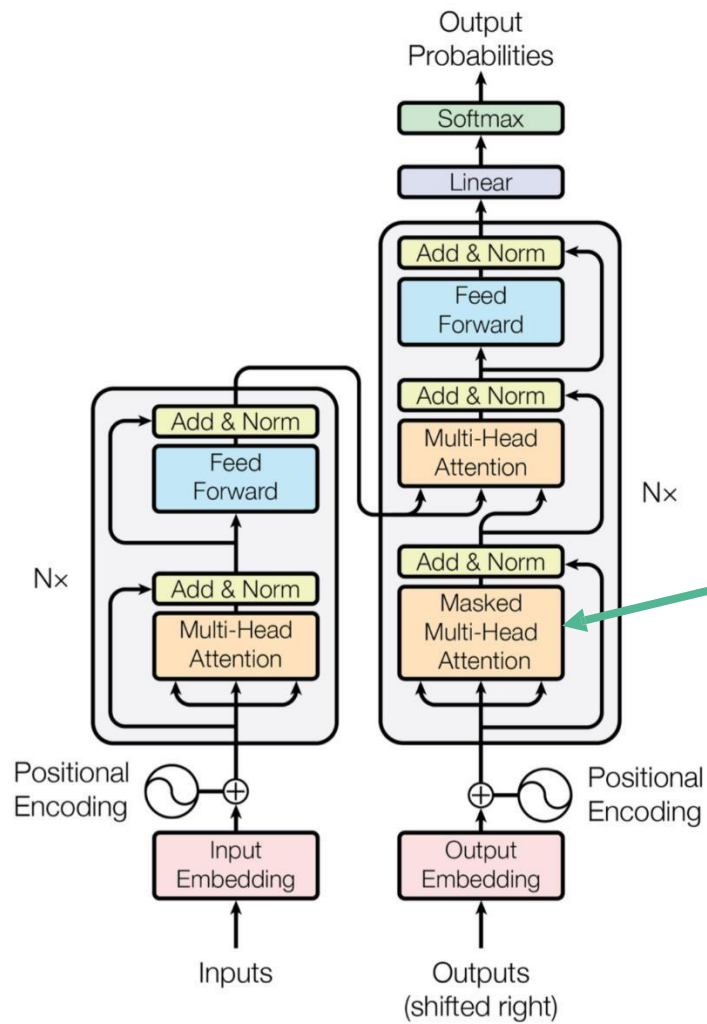 Output
Probabilities
Softmax
Linear
Add & Norm
Feed
Forward
Add & Norm
Multi-Head
Attention
Nx
Add & Norm
Masked
Multi-Head
Attention
Positional
Encoding
Output
Embedding
Outputs
(shifted right)
Add & Norm
Feed
Forward
Nx
Add & Norm
Multi-Head
Attention
Positional
Encoding
Input
Embedding
Inputs